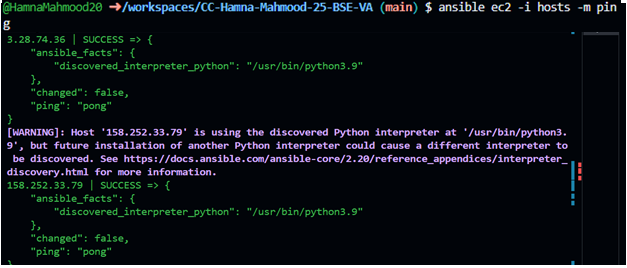 @HamnaMahmood20 ➜/workspaces/CC-Hamna-Mahmood-25-BSE-VA (main) $ ansible ec2 -i hosts -m pin
g
3.28.74.36 | SUCCESS => {
    "ansible_facts": {
        "discovered_interpreter_python": "/usr/bin/python3.9"
    },
    "changed": false,
    "ping": "pong"
}
[WARNING]: Host '158.252.33.79' is using the discovered Python interpreter at '/usr/bin/python3.
9', but future installation of another Python interpreter could cause a different interpreter to
 be discovered. See https://docs.ansible.com/ansible-core/2.20/reference_appendices/interpreter_
discovery.html for more information.
158.252.33.79 | SUCCESS => {
    "ansible_facts": {
        "discovered_interpreter_python": "/usr/bin/python3.9"
    },
    "changed": false,
    "ping": "pong"
}